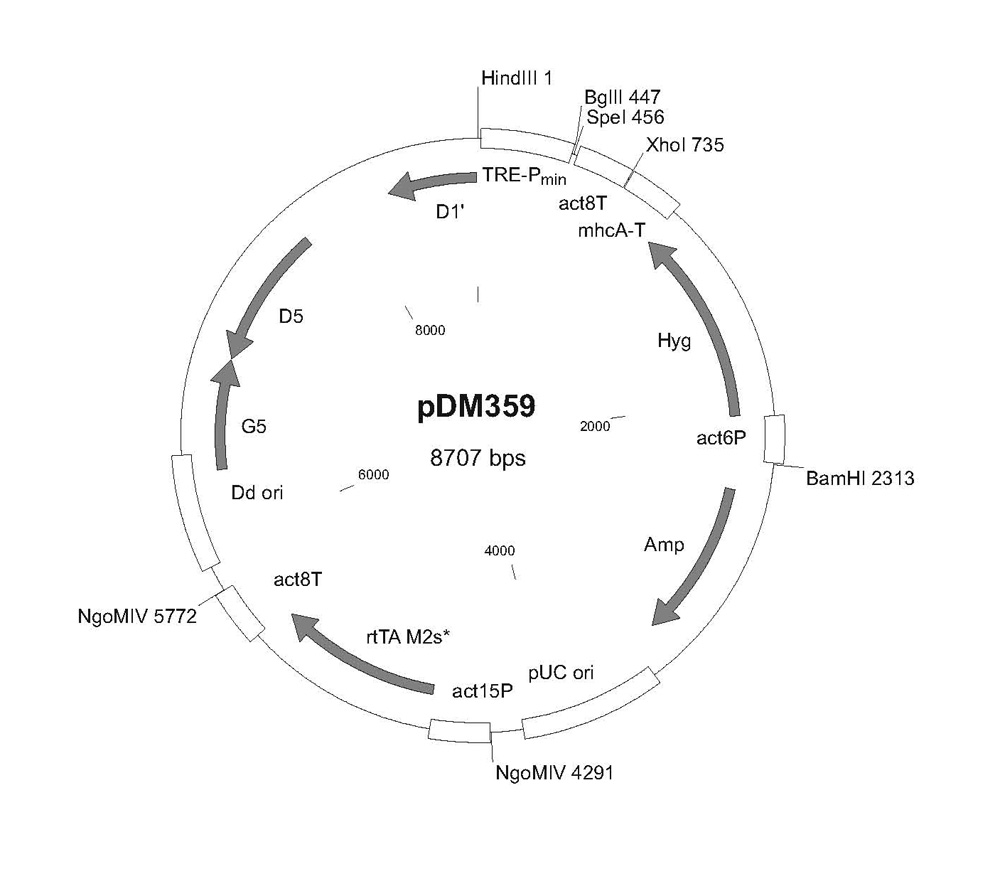 HindIII 1
BglII 447
SpeI 456
XhoI 735
TRE-Pmin
act8T
mhcA-T
D1'
D5
8000
Hyg
pDM359
8707 bps
2000
act6P
BamHI 2313
G5
6000
Dd ori
4000
Amp
act8T
NgoMIV 5772
rtTA M2s*
pUC ori
act15P
NgoMIV 4291